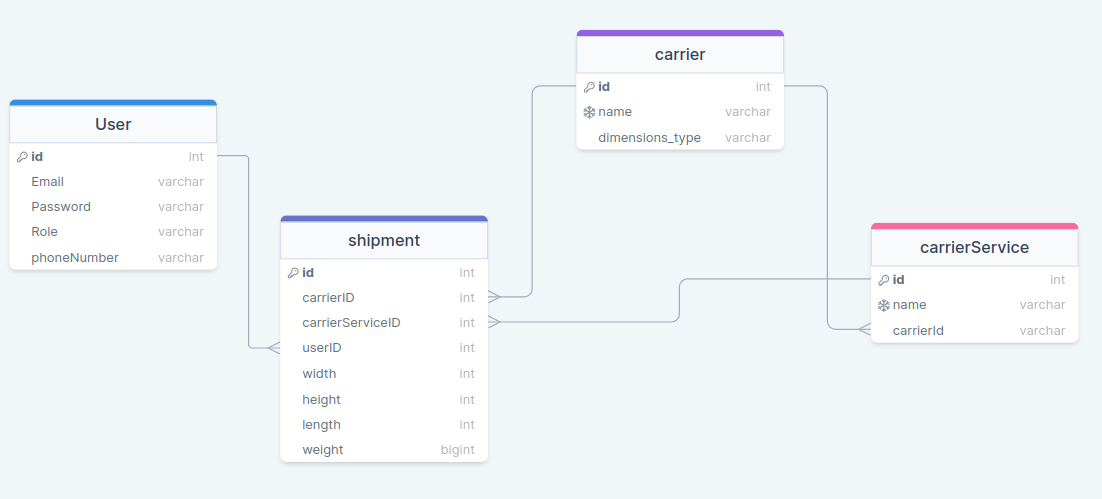 User
id int
Email varchar
Password varchar
Role varchar
phoneNumber varchar
shipment
id int
carrierID int
carrierServiceID int
userID int
width int
height int
length int
weight bigint
carrier
id int
name varchar
dimensions_type varchar
carrierService
id int
name varchar
carrierId varchar